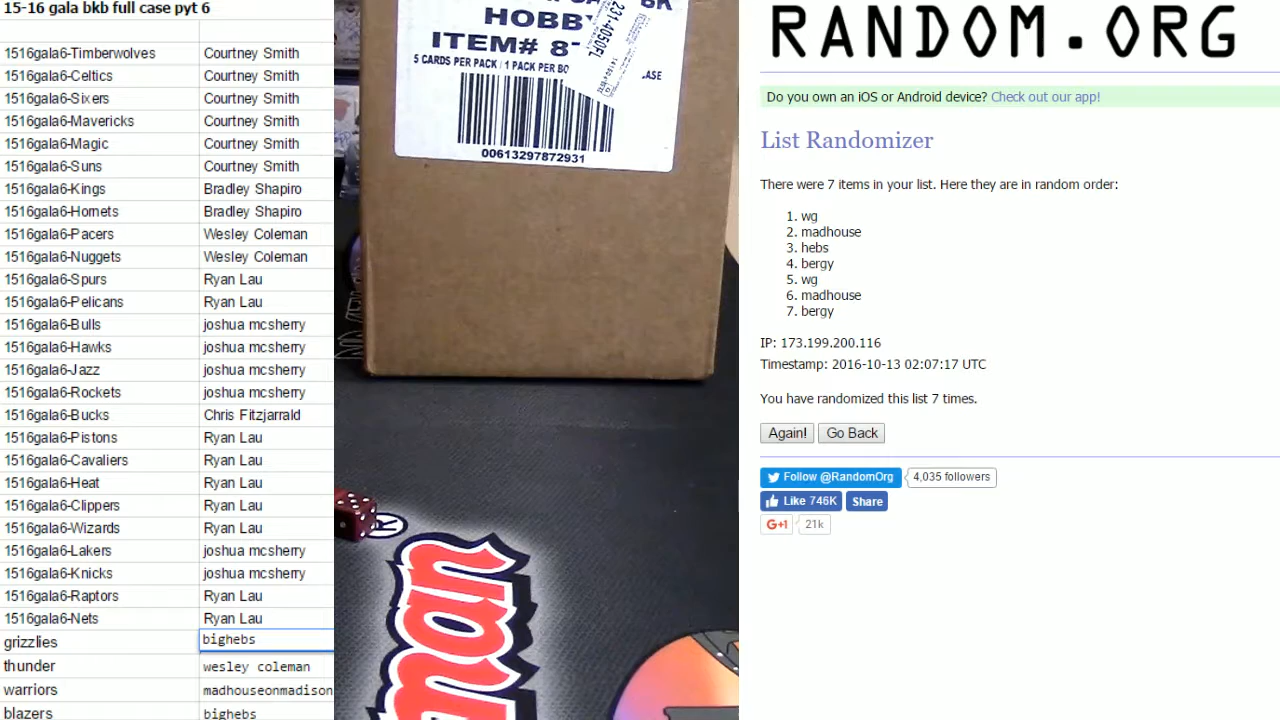 15-16 gala bkb full case pyt 6
1516gala6-Timberwolves Courtney Smith
1516gala6-Celtics Courtney Smith
1516gala6-Sixers Courtney Smith
1516gala6-Mavericks Courtney Smith
1516gala6-Magic Courtney Smith
1516gala6-Suns Courtney Smith
1516gala6-Kings Bradley Shapiro
1516gala6-Hornets Bradley Shapiro
1516gala6-Pacers Wesley Coleman
1516gala6-Nuggets Wesley Coleman
1516gala6-Spurs Ryan Lau
1516gala6-Pelicans Ryan Lau
1516gala6-Bulls joshua mcsherry
1516gala6-Hawks joshua mcsherry
1516gala6-Jazz joshua mcsherry
1516gala6-Rockets joshua mcsherry
1516gala6-Bucks Chris Fitzjarrald
1516gala6-Pistons Ryan Lau
1516gala6-Cavaliers Ryan Lau
1516gala6-Heat Ryan Lau
1516gala6-Clippers Ryan Lau
1516gala6-Wizards Ryan Lau
1516gala6-Lakers joshua mcsherry
1516gala6-Knicks joshua mcsherry
1516gala6-Raptors Ryan Lau
1516gala6-Nets Ryan Lau
grizzlies bighebs
thunder wesley coleman
warriors madhouseonmadison
blazers bighebs
HOBBY
ITEM# 87
5 CARDS PER PACK / 1 PACK PER
00613297872931
231-4050FL
RANDOM.ORG
Do you own an iOS or Android device? Check out our app!
List Randomizer
There were 7 items in your list. Here they are in random order:
1. wg
2. madhouse
3. hebs
4. bergy
5. wg
6. madhouse
7. bergy
IP: 173.199.200.116
Timestamp: 2016-10-13 02:07:17 UTC
You have randomized this list 7 times.
Again! Go Back
Follow @RandomOrg 4,035 followers
Like 746K Share
G+1 21k